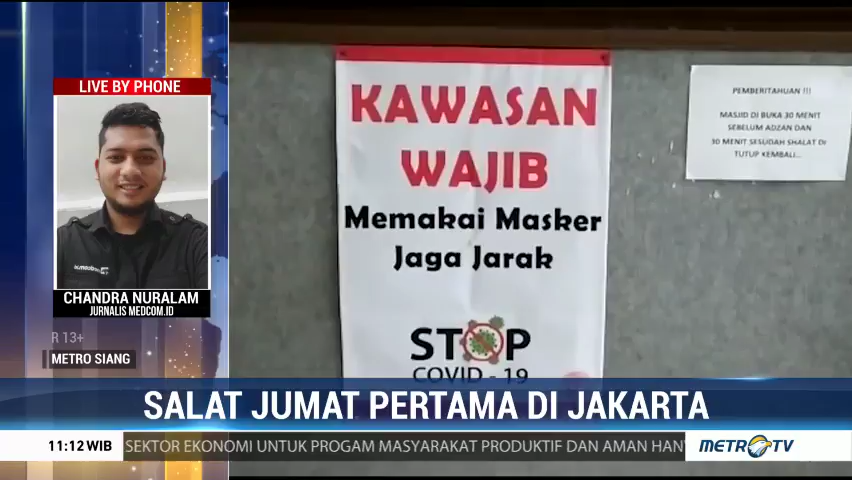 LIVE BY PHONE
CHANDRA NURALAM
JURNALIS MEDCOM.ID
R 13+
METRO SIANG
KAWASAN
WAJIB
Memakai Masker
Jaga Jarak
STOP
COVID - 19
PEMBERITAHUAN !!!
MASJID DI BUKA 30 MENIT
SEBELUM ADZAN DAN
30 MENIT SESUDAH SHALAT DI
TUTUP KEMBALI...
SALAT JUMAT PERTAMA DI JAKARTA
11:12 WIB
SEKTOR EKONOMI UNTUK PROGAM MASYARAKAT PRODUKTIF DAN AMAN HANY
METRO TV